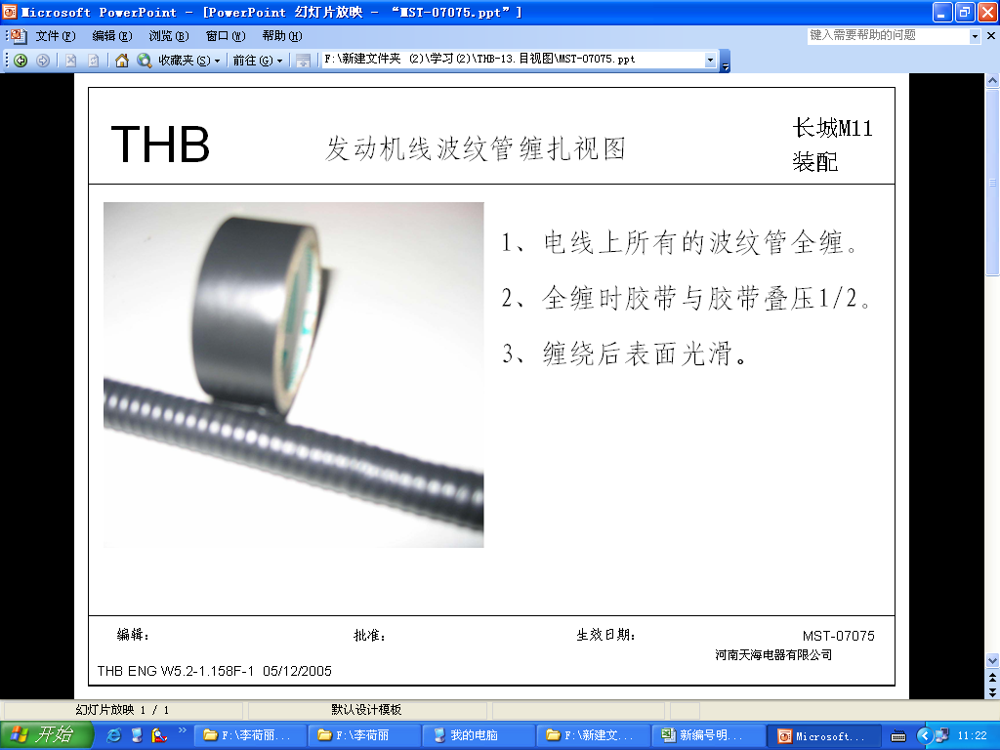 Microsoft PowerPoint - [PowerPoint 幻灯片放映 - “MST-07075.ppt”]
文件(F) 编辑(E) 浏览(B) 窗口(W) 帮助(H) 键入需要帮助的问题
收藏夹(S) 前往(G) F:\新建文件夹 (2)\学习(2)\THB-13.目视图\MST-07075.ppt
THB
发动机线波纹管缠扎视图
长城M11
装配
1、电线上所有的波纹管全缠。
2、全缠时胶带与胶带叠压1/2。
3、缠绕后表面光滑。
编辑: 批准: 生效日期: MST-07075
河南天海电器有限公司
THB ENG W5.2-1.158F-1 05/12/2005
幻灯片放映 1 / 1 默认设计模板
开始 F:\李荷丽... F:\李荷丽 我的电脑 F:\新建文... 新编号明... Microsoft... 11:22